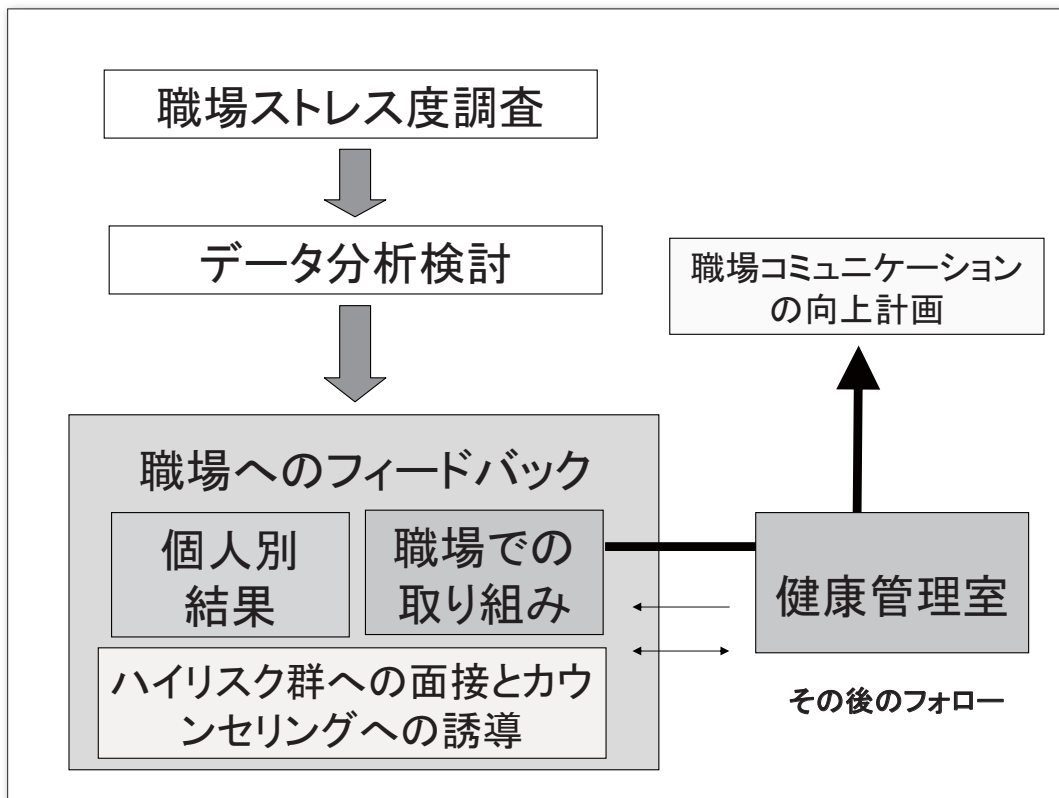 職場ストレス度調査
データ分析検討
職場コミュニケーション
の向上計画
職場へのフィードバック
個人別
結果
職場での
取り組み
健康管理室
ハイリスク群への面接とカウ
ンセリングへの誘導
その後のフォロー